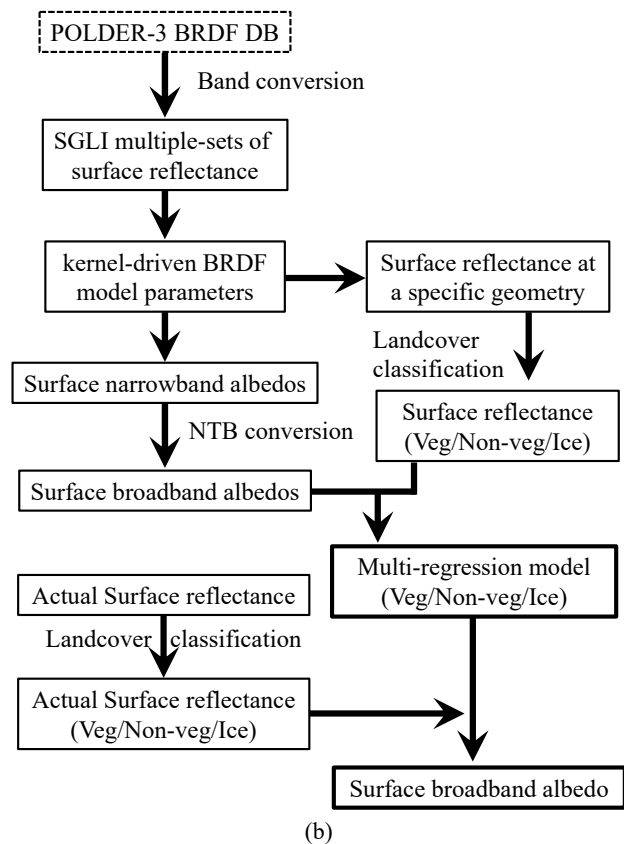 POLDER-3 BRDF DB
Band conversion
SGLI multiple-sets of
surface reflectance
kernel-driven BRDF
model parameters
Surface reflectance at
a specific geometry
Landcover
classification
Surface narrowband albedos
Surface reflectance
(Veg/Non-veg/Ice)
NTB conversion
Surface broadband albedos
Multi-regression model
(Veg/Non-veg/Ice)
Actual Surface reflectance
Landcover classification
Actual Surface reflectance
(Veg/Non-veg/Ice)
Surface broadband albedo
(b)